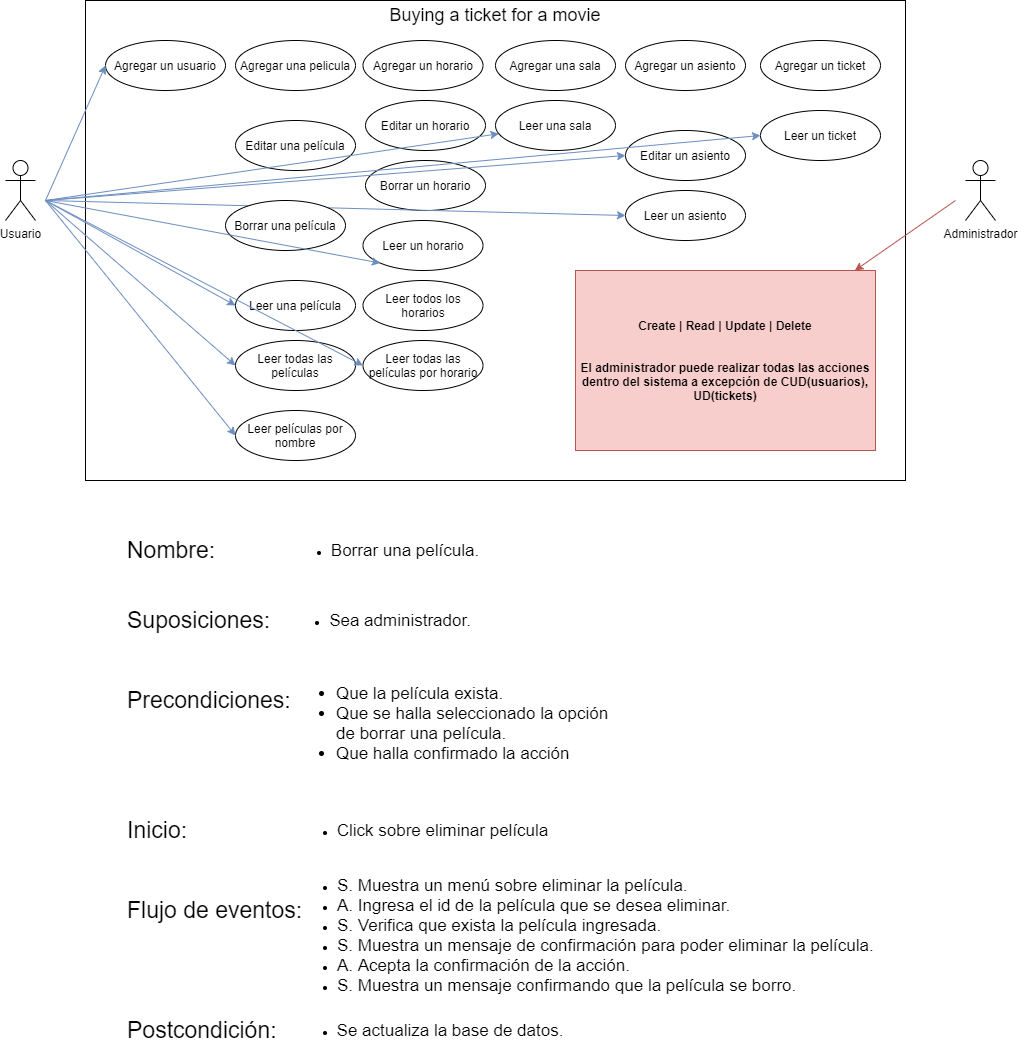 Buying a ticket for a movie
Agregar un usuario
Agregar una pelicula
Agregar un horario
Agregar una sala
Agregar un asiento
Agregar un ticket
Editar una película
Editar un horario
Leer una sala
Editar un asiento
Leer un ticket
Borrar un horario
Borrar una película
Leer un asiento
Usuario
Administrador
Leer un horario
Leer una película
Leer todos los
horarios
Leer todas las
películas
Leer todas las
películas por horario
Leer películas por
nombre
Create | Read | Update | Delete
El administrador puede realizar todas las acciones
dentro del sistema a excepción de CUD(usuarios),
UD(tickets)
Nombre:
• Borrar una película.
Suposiciones:
• Sea administrador.
Precondiciones:
• Que la película exista.
• Que se halla seleccionado la opción
de borrar una película.
• Que halla confirmado la acción
Inicio:
• Click sobre eliminar película
Flujo de eventos:
• S. Muestra un menú sobre eliminar la película.
• A. Ingresa el id de la película que se desea eliminar.
• S. Verifica que exista la película ingresada.
• S. Muestra un mensaje de confirmación para poder eliminar la película.
• A. Acepta la confirmación de la acción.
• S. Muestra un mensaje confirmando que la película se borro.
Postcondición:
• Se actualiza la base de datos.